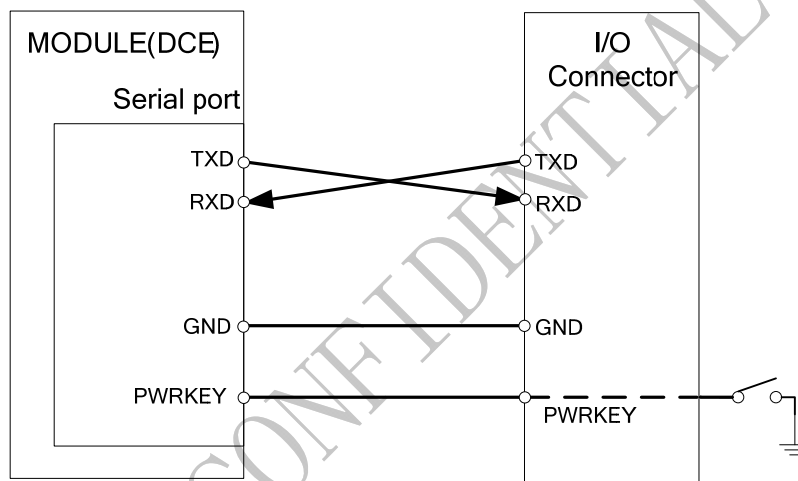 MODULE(DCE)
Serial port
TXD
RXD
GND
PWRKEY
I/O
Connector
TXD
RXD
GND
PWRKEY
CONFIDENTIAL